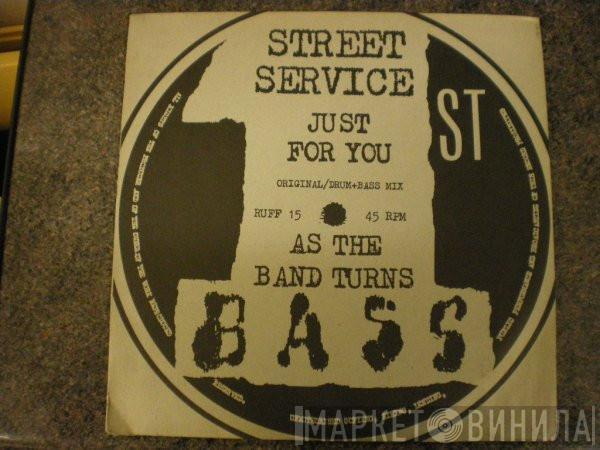 STREET
SERVICE
ST
JUST
FOR YOU
ORIGINAL/DRUM+BASS MIX
RUFF 15 45 RPM
AS THE
BAND TURNS
BASS
МАРКЕТ ВИНИЛА